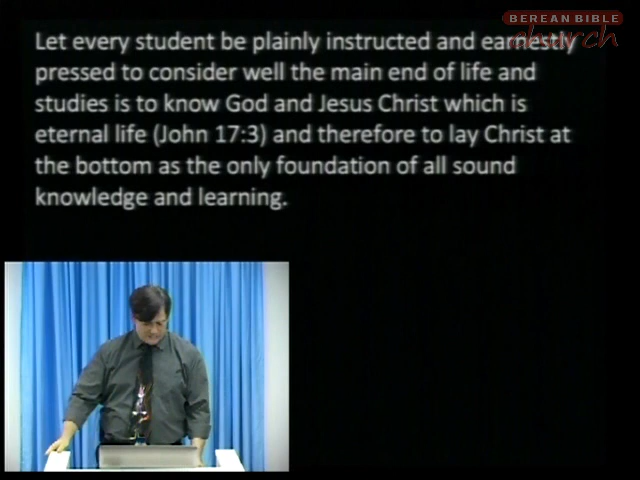 BEREAN BIBLE
church
Let every student be plainly instructed and earnestly
pressed to consider well the main end of life and
studies is to know God and Jesus Christ which is
eternal life (John 17:3) and therefore to lay Christ at
the bottom as the only foundation of all sound
knowledge and learning.